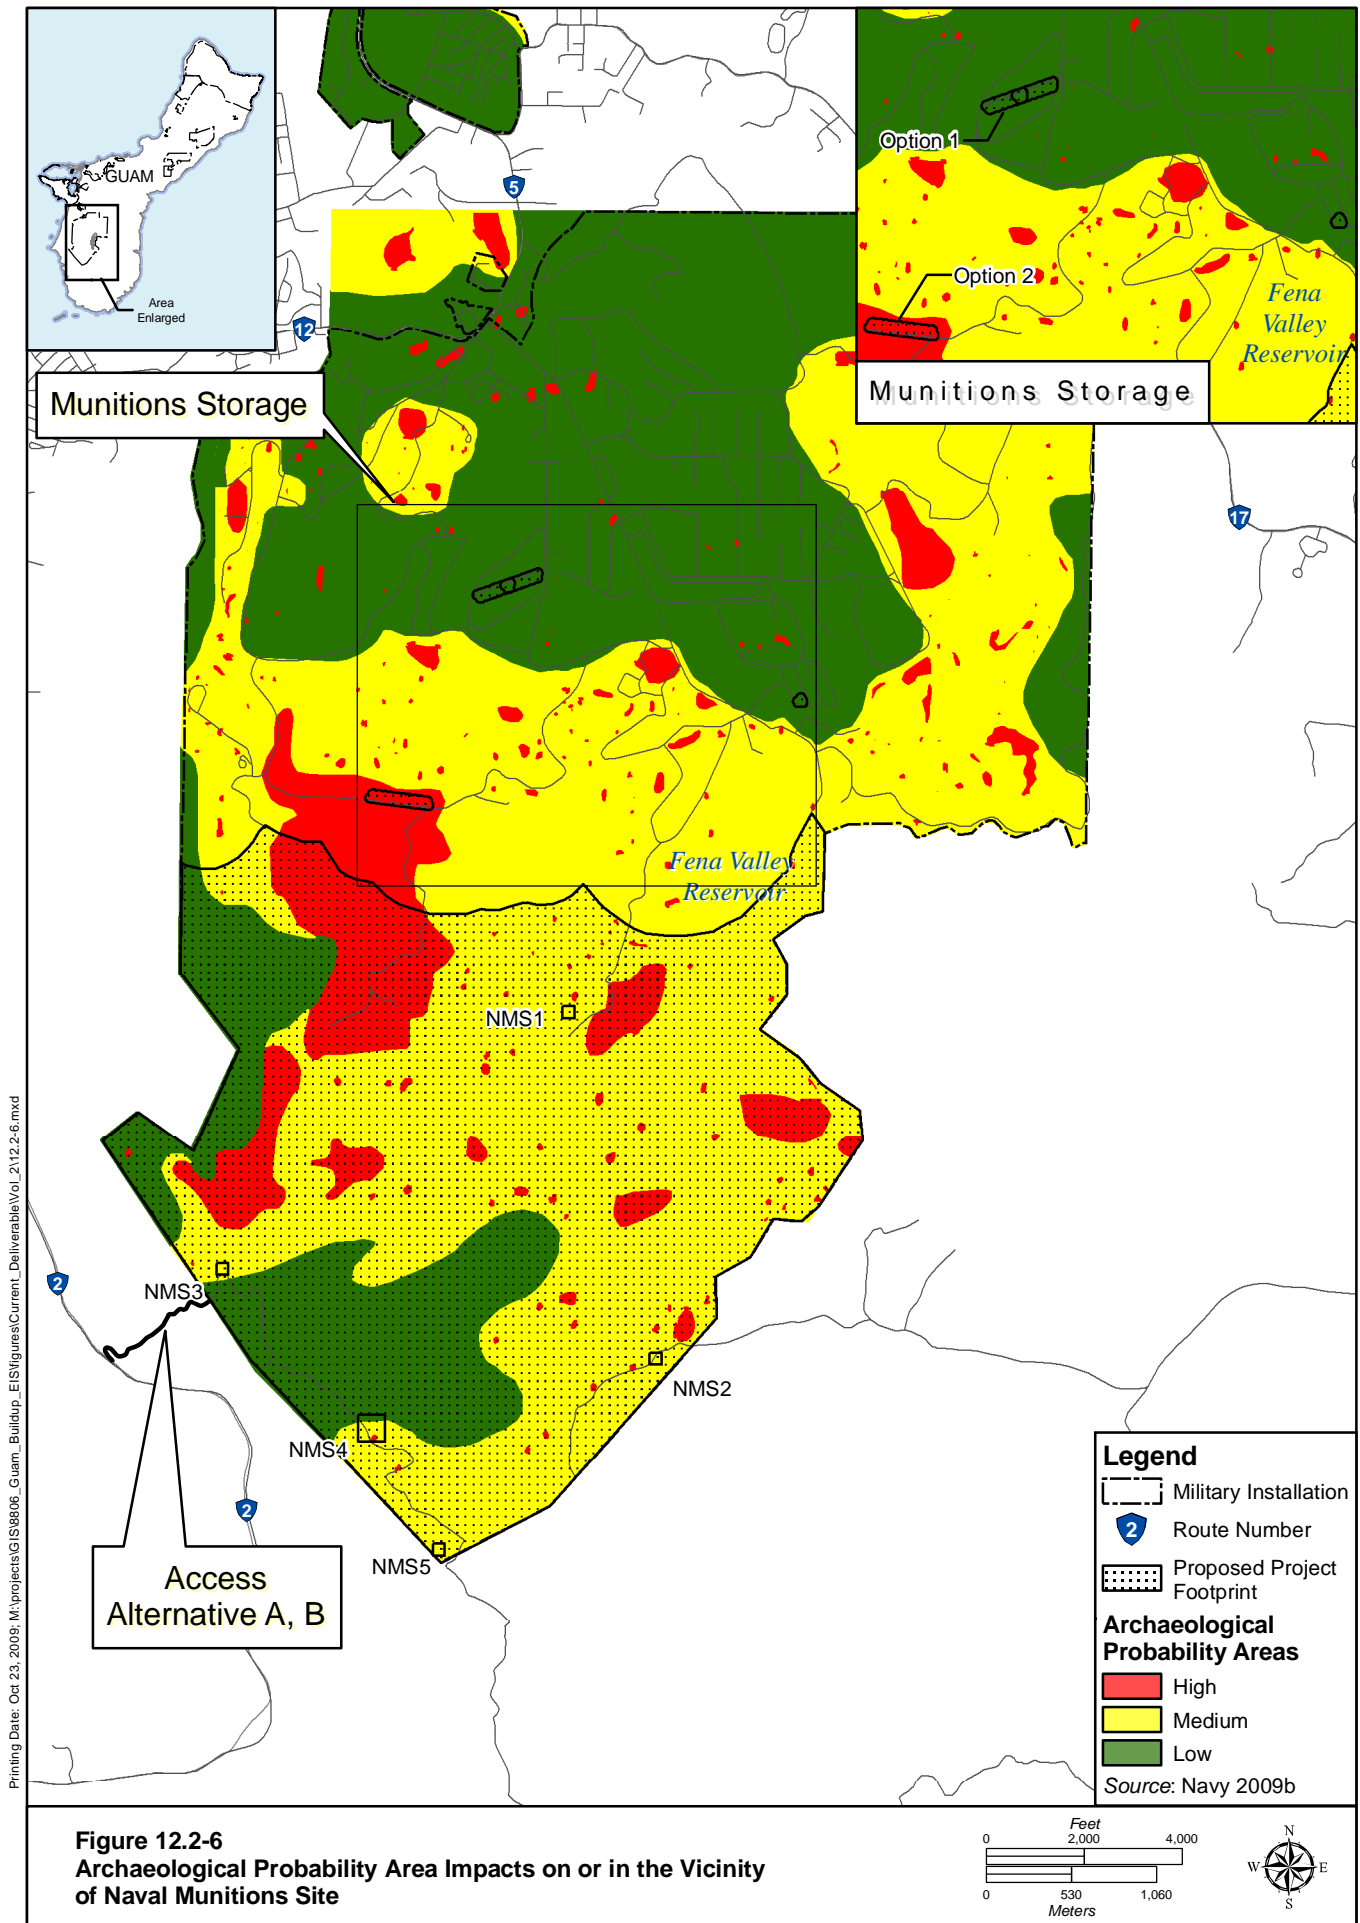 GUAM
Area
Enlarged
5
12
Option 1
Option 2
Fena
Valley
Reservoir
Munitions Storage
Munitions Storage
17
Fena Valley
Reservoir
NMS1
NMS3
2
NMS2
NMS4
2
NMS5
Access
Alternative A, B
Legend
Military Installation
2
Route Number
Proposed Project
Footprint
Archaeological
Probability Areas
High
Medium
Low
Source: Navy 2009b
Printing Date: Oct 23, 2009; M:\projects\GIS\8806_Guam_Buildup_EIS\figures\Current_Deliverable\Vol_2\12.2-6.mxd
Figure 12.2-6
Archaeological Probability Area Impacts on or in the Vicinity
of Naval Munitions Site
Feet
0 2,000 4,000
0 530 1,060
Meters
N
W E
S